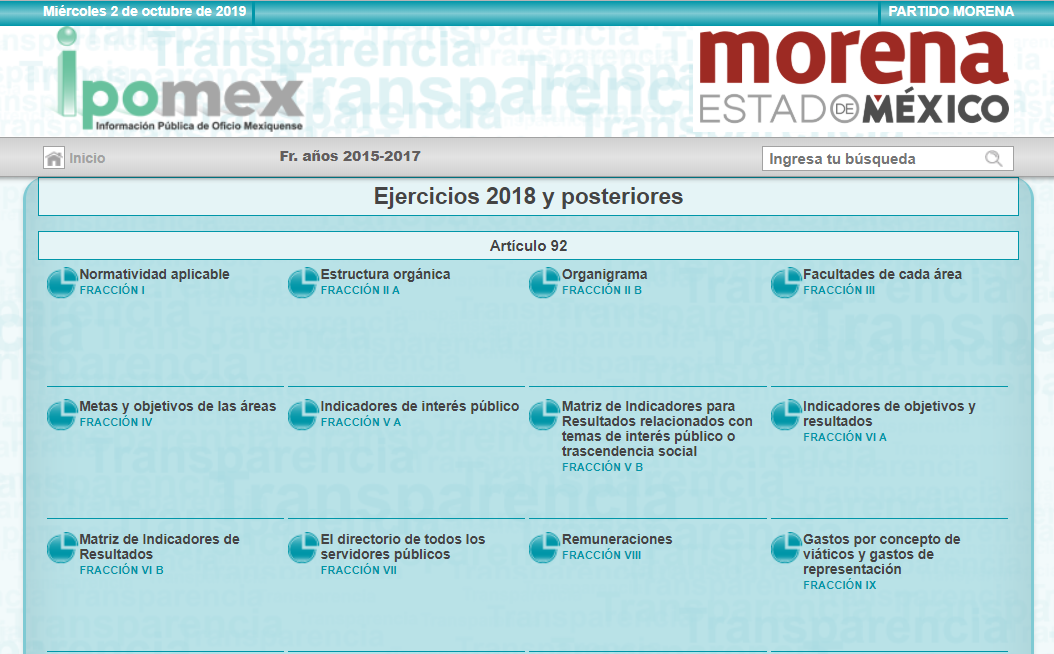 Miércoles 2 de octubre de 2019
PARTIDO MORENA
Transparencia
ipomex
Información Pública de Oficio Mexiquense
morena
ESTADO DE MÉXICO
Inicio
Fr. años 2015-2017
Ingresa tu búsqueda
Ejercicios 2018 y posteriores
Artículo 92
Normatividad aplicable
FRACCIÓN I
Estructura orgánica
FRACCIÓN II A
Organigrama
FRACCIÓN II B
Facultades de cada área
FRACCIÓN III
Metas y objetivos de las áreas
FRACCIÓN IV
Indicadores de interés público
FRACCIÓN V A
Matriz de Indicadores para
Resultados relacionados con
temas de interés público o
trascendencia social
FRACCIÓN V B
Indicadores de objetivos y
resultados
FRACCIÓN VI A
Matriz de Indicadores de
Resultados
FRACCIÓN VI B
El directorio de todos los
servidores públicos
FRACCIÓN VII
Remuneraciones
FRACCIÓN VIII
Gastos por concepto de
viáticos y gastos de
representación
FRACCIÓN IX